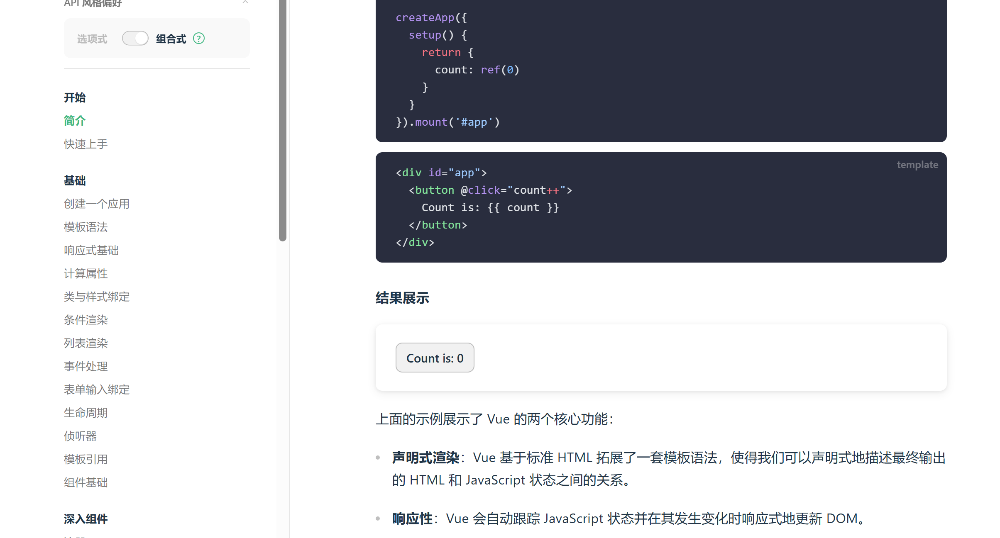 API 风格偏好
选项式 组合式 ?
开始
简介
快速上手
基础
创建一个应用
模板语法
响应式基础
计算属性
类与样式绑定
条件渲染
列表渲染
事件处理
表单输入绑定
生命周期
侦听器
模板引用
组件基础
深入组件
createApp({
  setup() {
    return {
      count: ref(0)
    }
  }
}).mount('#app')
template
<div id="app">
  <button @click="count++">
    Count is: {{ count }}
  </button>
</div>
结果展示
Count is: 0
上面的示例展示了 Vue 的两个核心功能：
声明式渲染：Vue 基于标准 HTML 拓展了一套模板语法，使得我们可以声明式地描述最终输出
的 HTML 和 JavaScript 状态之间的关系。
响应性：Vue 会自动跟踪 JavaScript 状态并在其发生变化时响应式地更新 DOM。